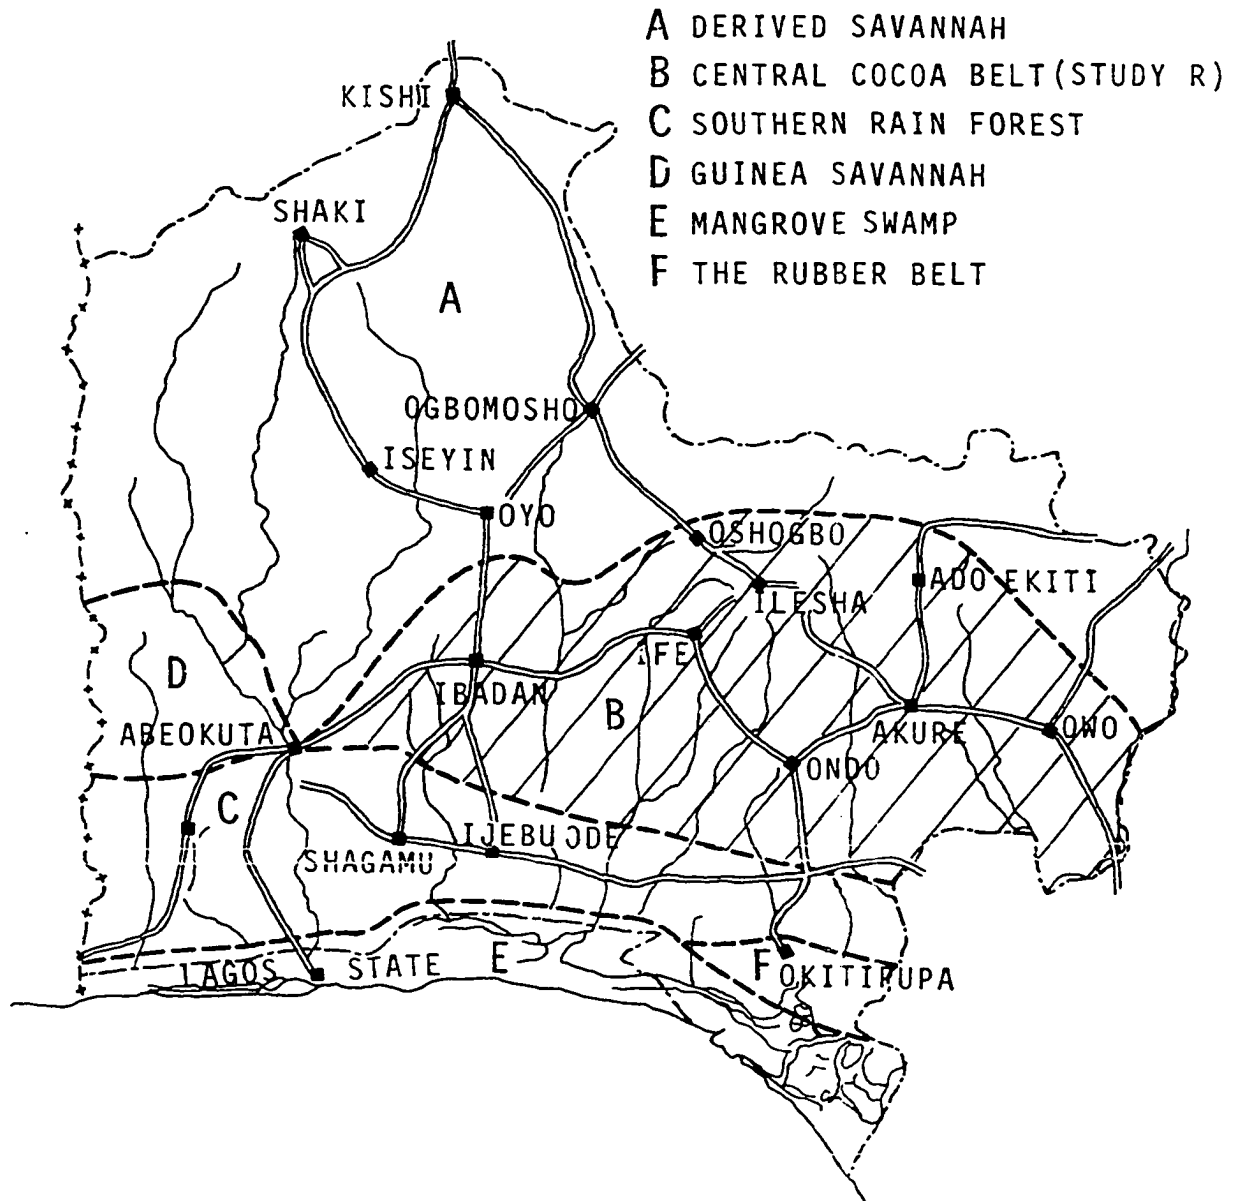 A DERIVED SAVANNAH
B CENTRAL COCOA BELT(STUDY R)
C SOUTHERN RAIN FOREST
D GUINEA SAVANNAH
E MANGROVE SWAMP
F THE RUBBER BELT
KISHI
SHAKI
A
OGBOMOSHO
ISEYIN
OYO
OSHOGBO
ADO EKITI
ILESHA
IFE
D
IBADAN
B
ABEOKUTA
AKURE
OWO
ONDO
C
IJEBU ODE
SHAGAMU
E
F
LAGOS STATE
OKITIPUPA